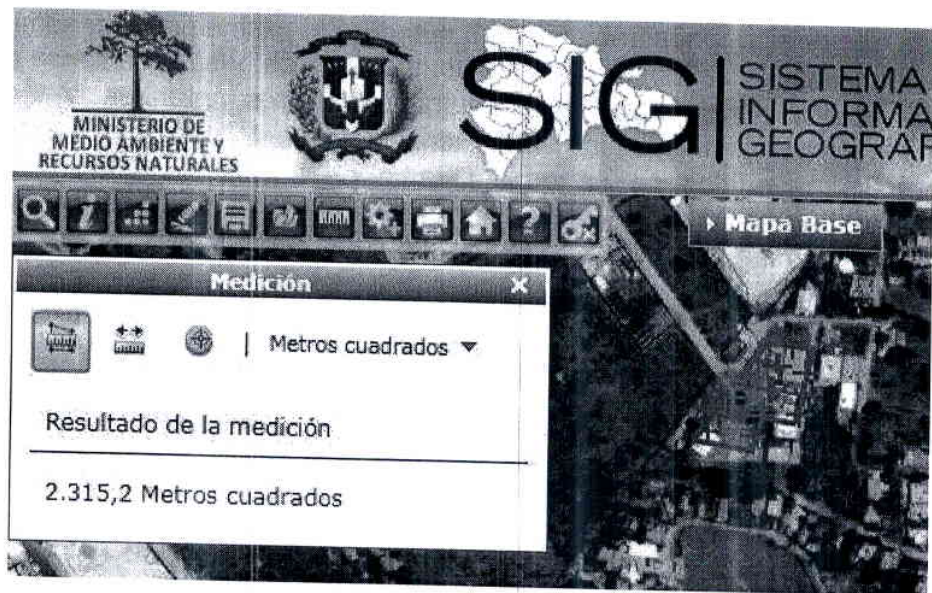 MINISTERIO DE
MEDIO AMBIENTE Y
RECURSOS NATURALES
SIG
SISTEMA
INFORMA
GEOGRAF
Mapa Base
Medición
Metros cuadrados
Resultado de la medición
2.315,2 Metros cuadrados